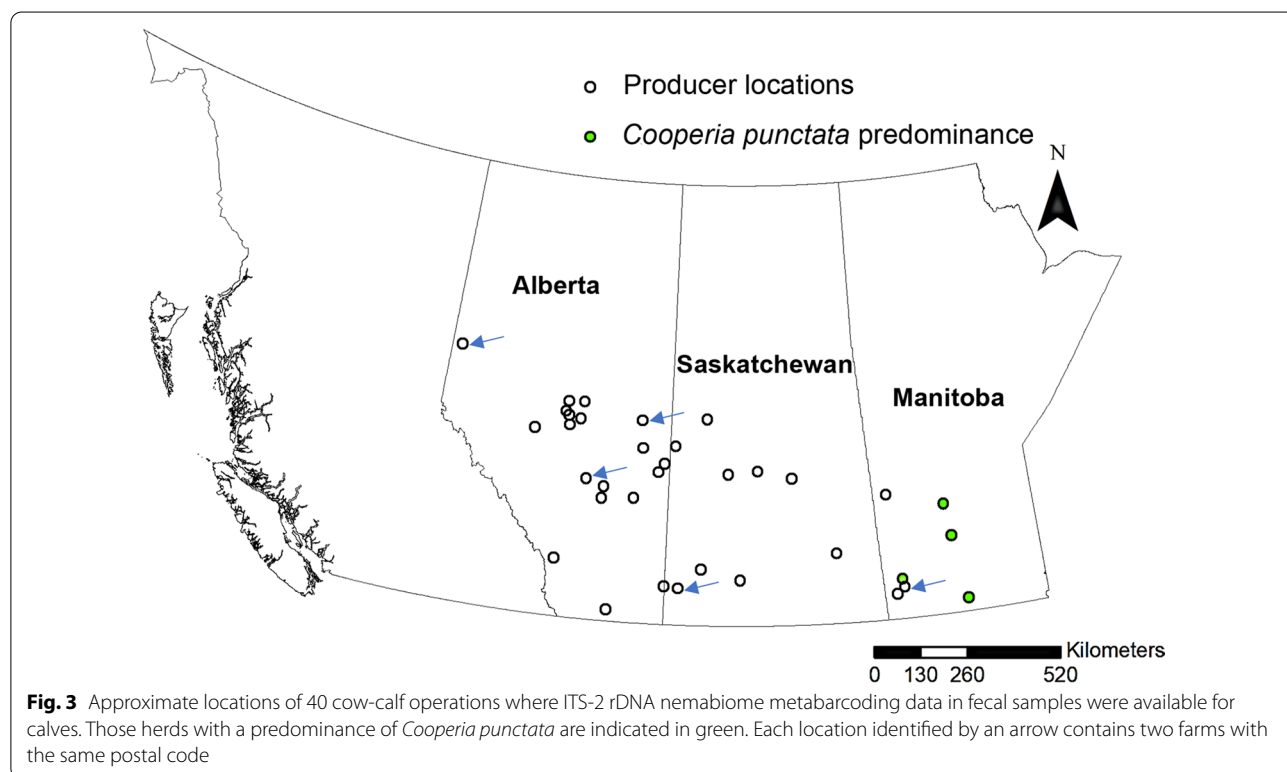 Producer locations
Cooperia punctata predominance
N
Alberta
Saskatchewan
Manitoba
Kilometers
0 130 260 520
Fig. 3 Approximate locations of 40 cow-calf operations where ITS-2 rDNA nemabiome metabarcoding data in fecal samples were available for
calves. Those herds with a predominance of Cooperia punctata are indicated in green. Each location identified by an arrow contains two farms with
the same postal code